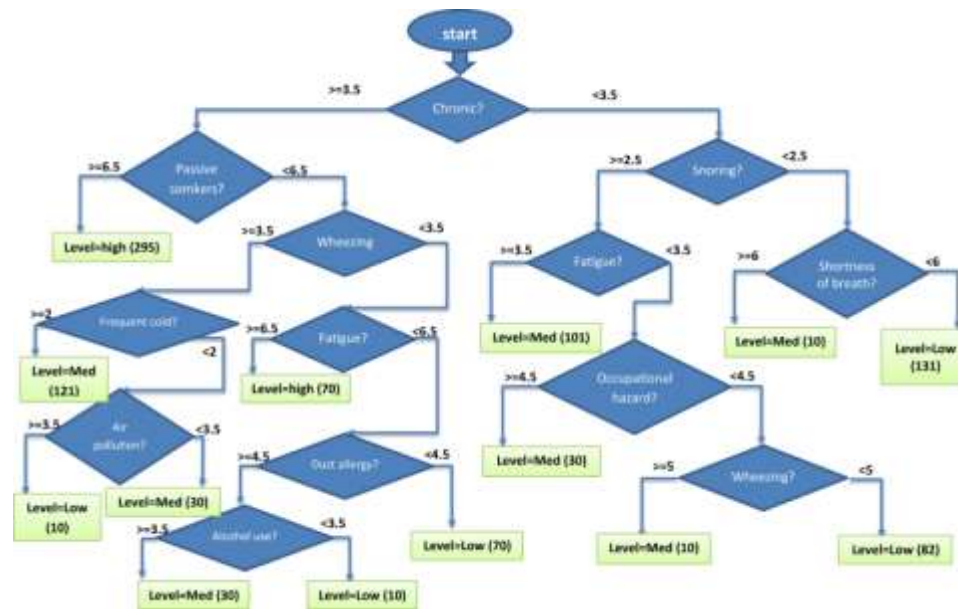 start
Chronic?
>=3.5
<3.5
Passive
somkers?
>=6.5
<6.5
Snoring?
>=2.5
<2.5
Level=high (295)
Wheezing
>=3.5
<3.5
Fatigue?
>=3.5
<3.5
Shortness
of breath?
>=6
<6
Frequent cold?
>=2
<2
Fatigue?
>=6.5
<6.5
Level=Med (101)
Level=Med (10)
Level=Low
(131)
Level=Med
(121)
Level=high (70)
Occupational
hazard?
>=4.5
<4.5
Air
pollution?
>=3.5
<3.5
Dust allergy?
>=4.5
<4.5
Level=Med (30)
Wheezing?
>=5
<5
Level=Low
(10)
Level=Med (30)
Alcohol use?
>=3.5
<3.5
Level=Low (70)
Level=Med (10)
Level=Low (82)
Level=Med (30)
Level=Low (10)